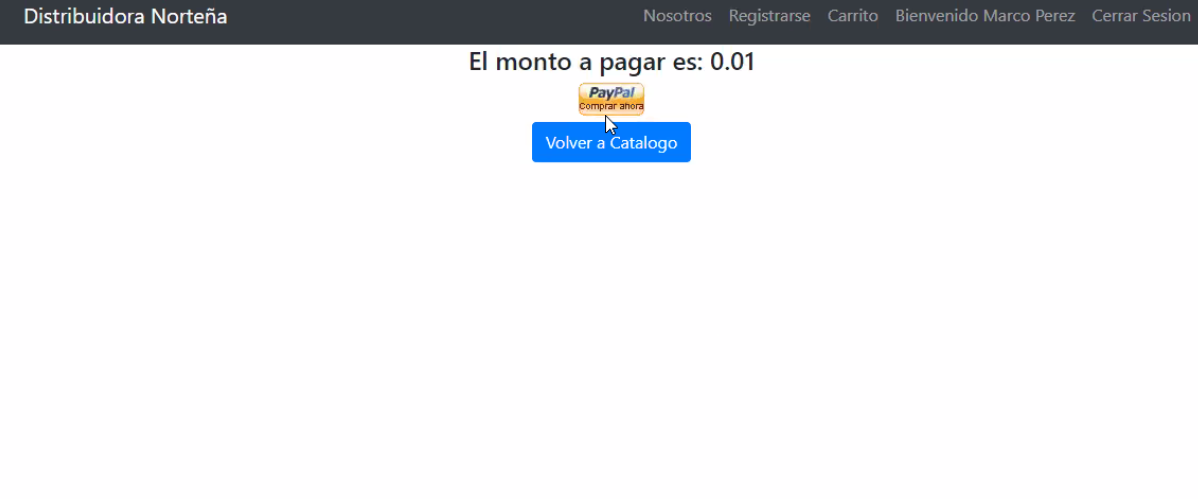 Distribuidora Norteña
Nosotros Registrarse Carrito Bienvenido Marco Perez Cerrar Sesion
El monto a pagar es: 0.01
PayPal
Comprar ahora
Volver a Catalogo